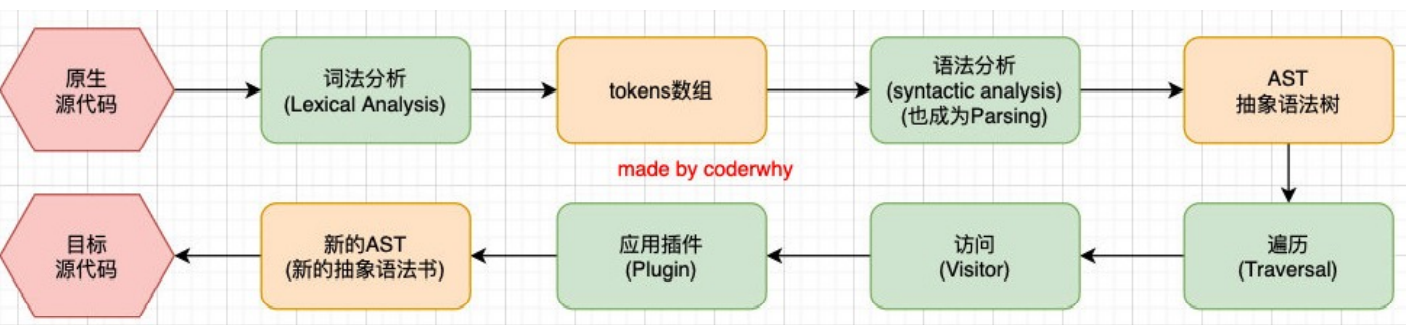 原生
源代码
词法分析
(Lexical Analysis)
tokens数组
语法分析
(syntactic analysis)
(也成为Parsing)
AST
抽象语法树
made by coderwhy
目标
源代码
新的AST
(新的抽象语法书)
应用插件
(Plugin)
访问
(Visitor)
遍历
(Traversal)